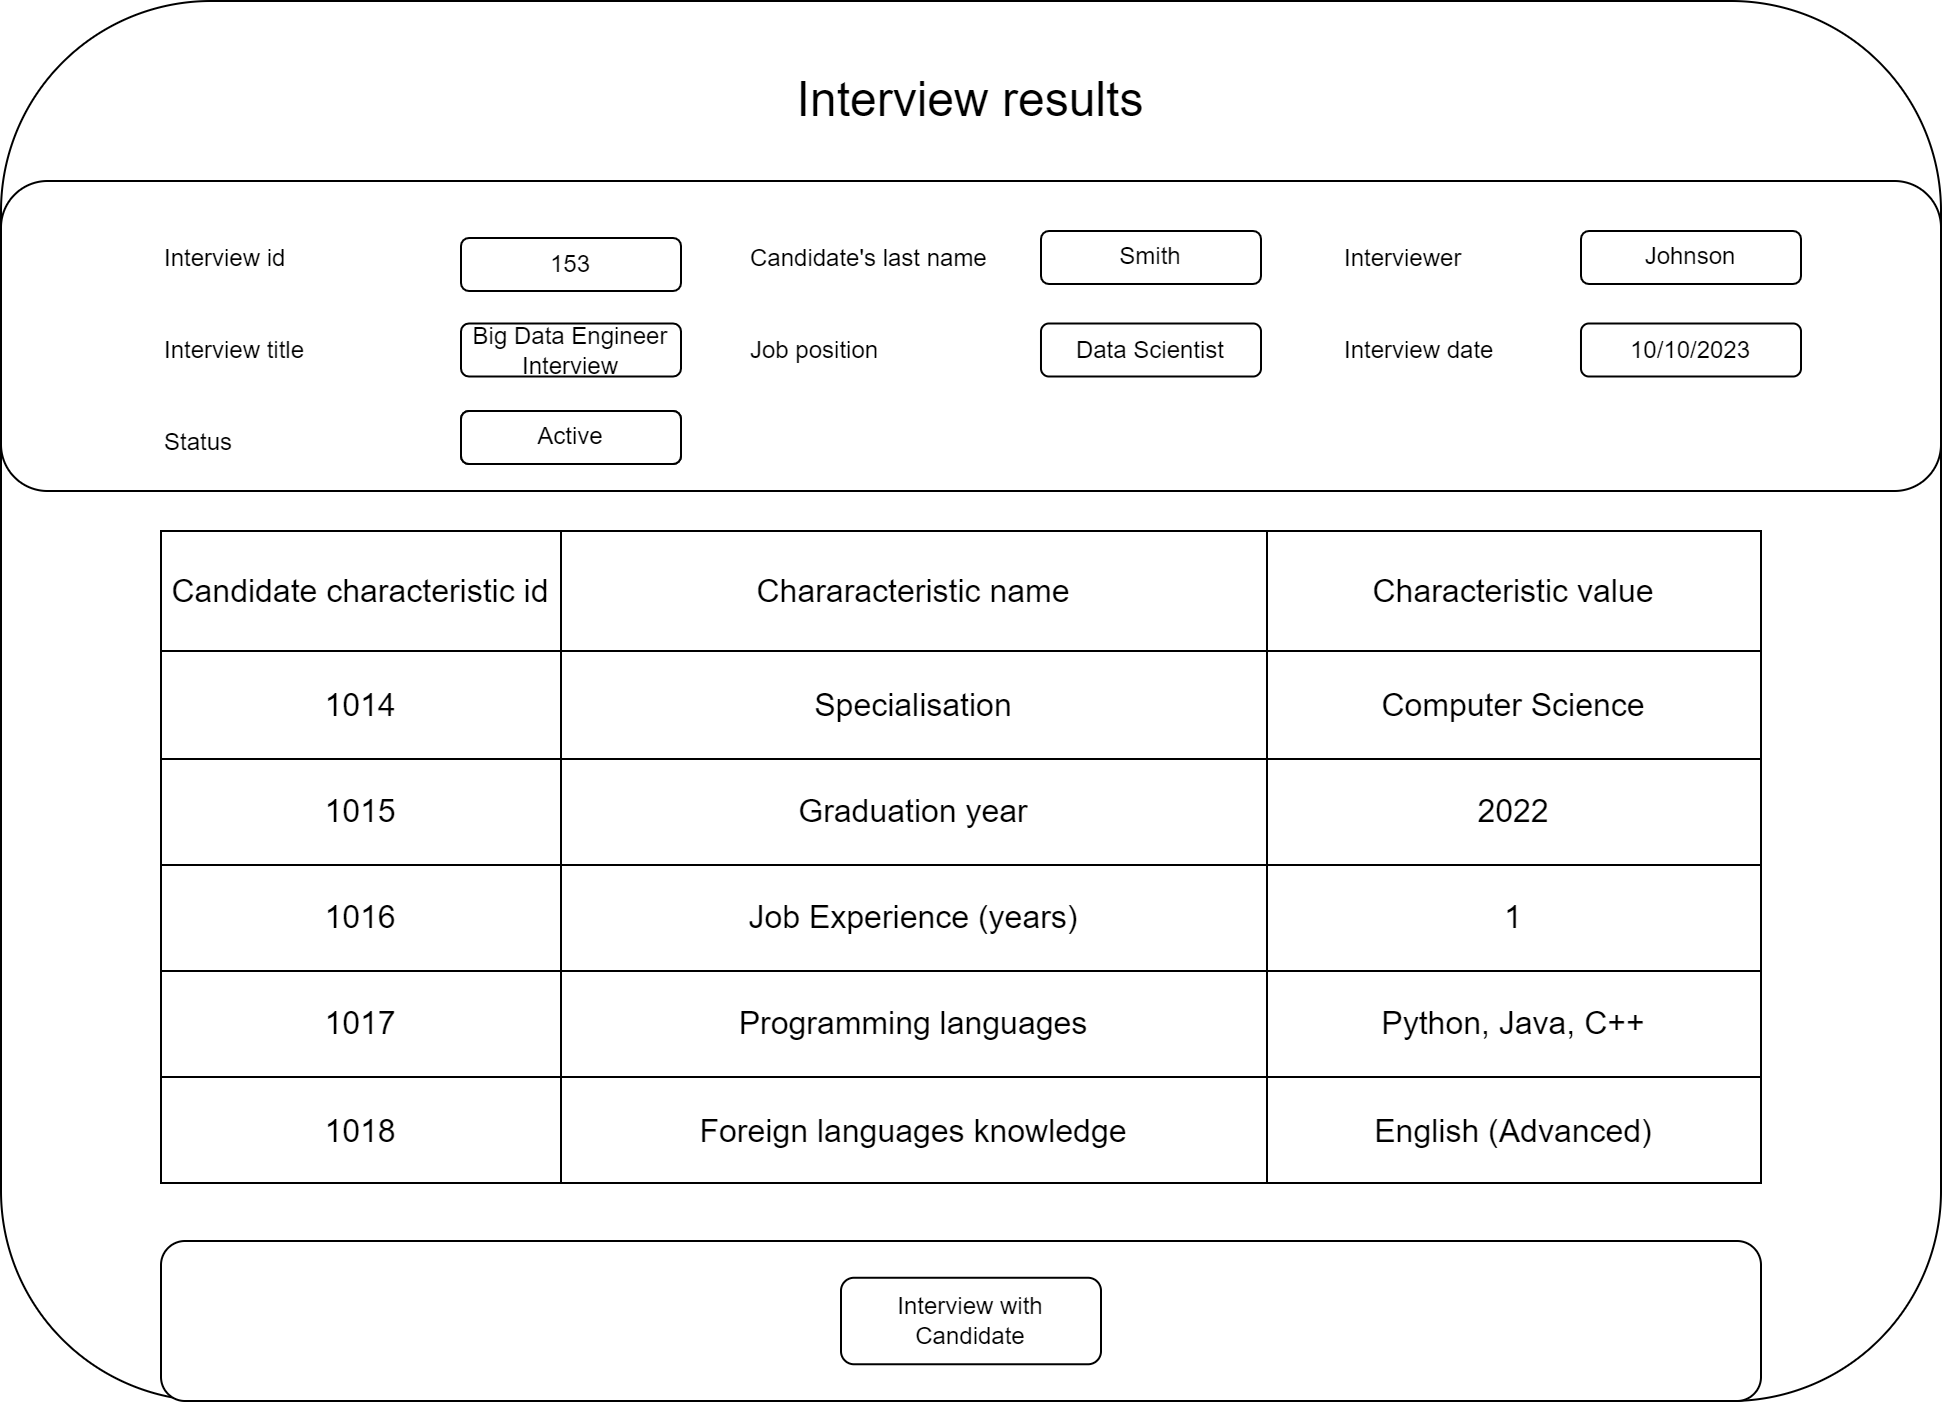 Interview results
Interview id
153
Candidate's last name
Smith
Interviewer
Johnson
Interview title
Big Data Engineer
Interview
Job position
Data Scientist
Interview date
10/10/2023
Status
Active
Candidate characteristic id
Chararacteristic name
Characteristic value
1014
Specialisation
Computer Science
1015
Graduation year
2022
1016
Job Experience (years)
1
1017
Programming languages
Python, Java, C++
1018
Foreign languages knowledge
English (Advanced)
Interview with
Candidate